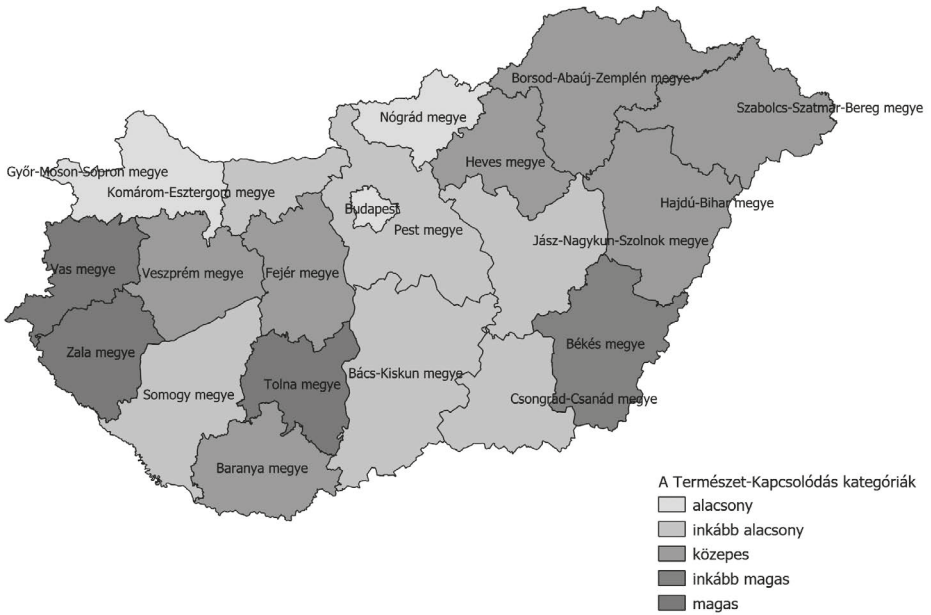 Borsod-Abaúj-Zemplén megye
Szabolcs-Szatmár-Bereg megye
Nógrád megye
Heves megye
Győr-Moson-Sopron megye
Komárom-Esztergom megye
Budapest
Hajdú-Bihar megye
Pest megye
Jász-Nagykun-Szolnok megye
Vas megye
Veszprém megye
Fejér megye
Békés megye
Zala megye
Bács-Kiskun megye
Tolna megye
Somogy megye
Csongrád-Csanád megye
Baranya megye
A Természet-Kapcsolódás kategóriák
alacsony
inkább alacsony
közepes
inkább magas
magas